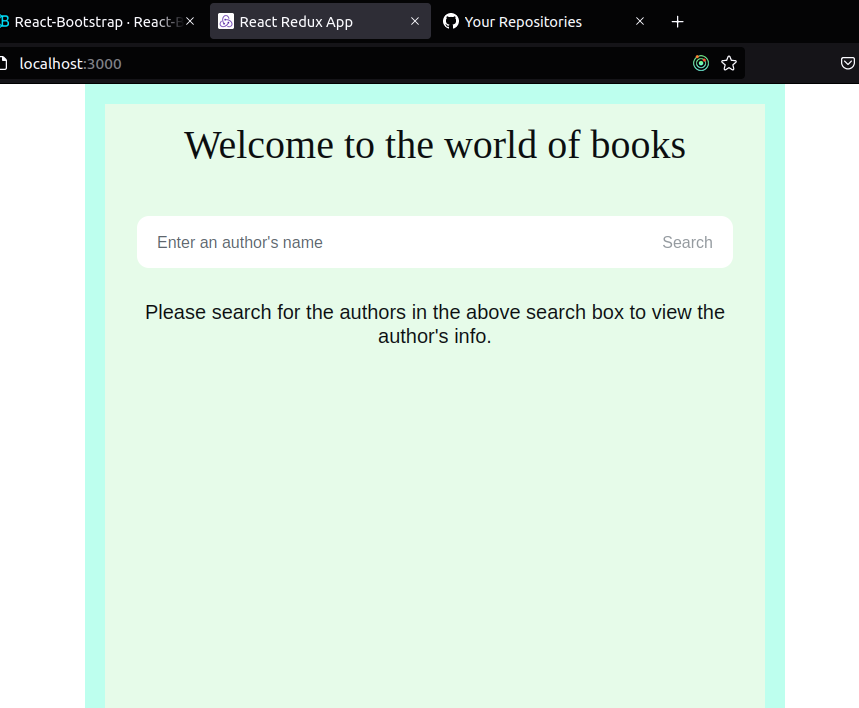 React-Bootstrap · React-B
React Redux App
Your Repositories
localhost:3000
Welcome to the world of books
Enter an author's name
Search
Please search for the authors in the above search box to view the
author's info.